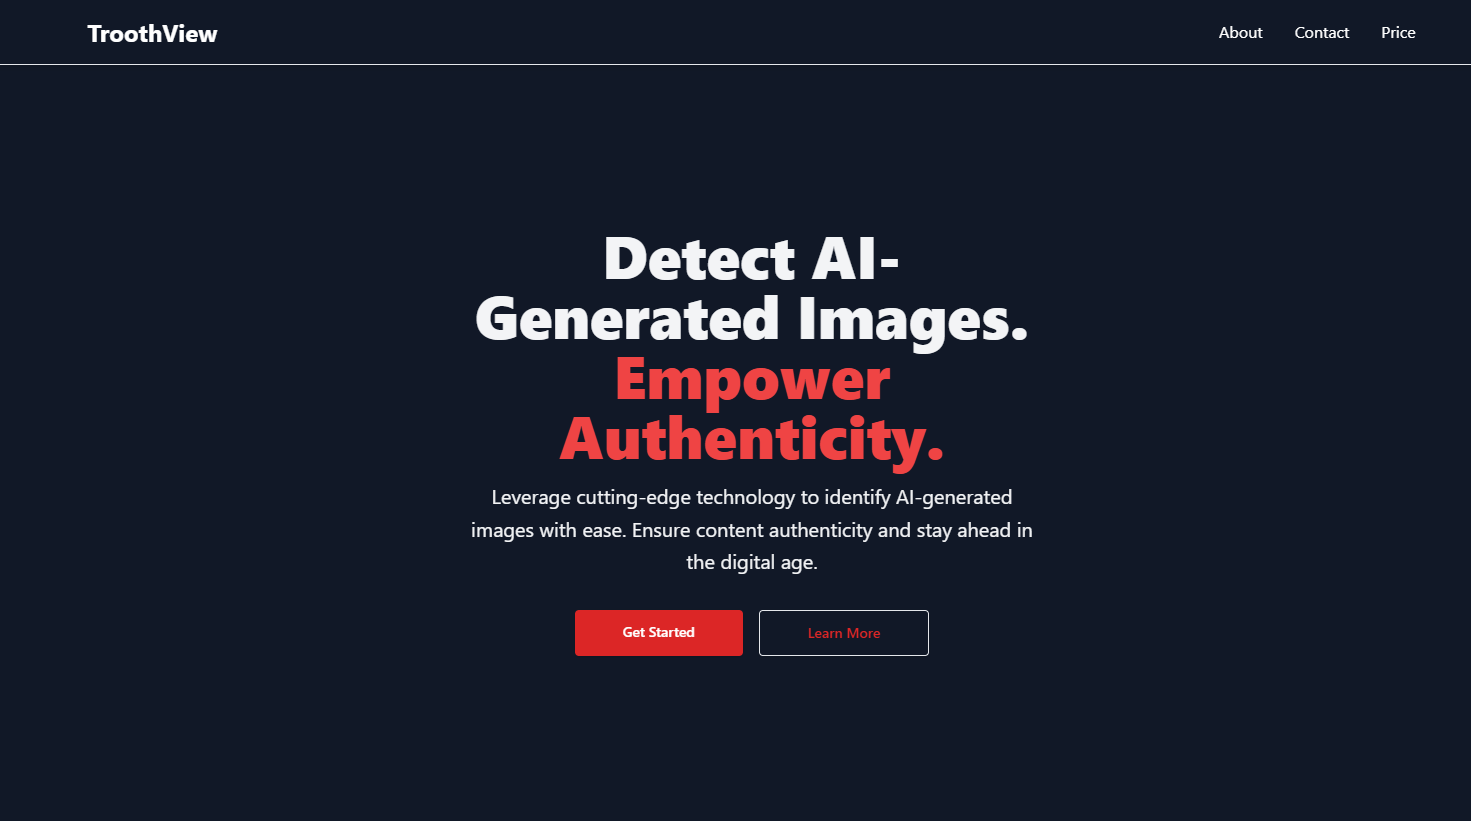 TroothView
About Contact Price
Detect AI-
Generated Images.
Empower
Authenticity.
Leverage cutting-edge technology to identify AI-generated
images with ease. Ensure content authenticity and stay ahead in
the digital age.
Get Started Learn More